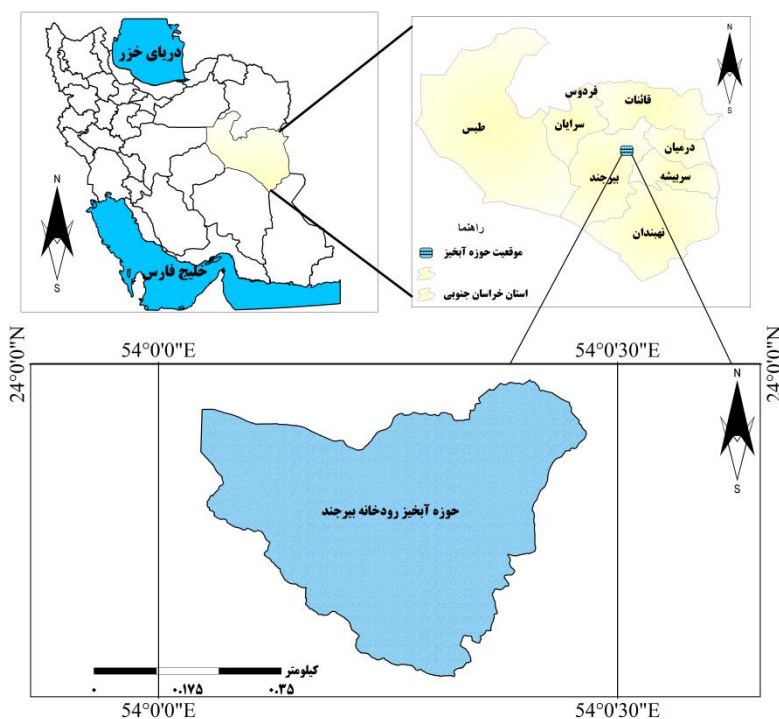 دریای خزر
خلیج فارس
N
S
N
S
طبس
فردوس
سرایان
قائنات
درمیان
سربیشه
بیرجند
نهبندان
راهنما
موقعیت حوزه آبخیز
استان خراسان جنوبی
54°0'0"E
54°0'30"E
24°0'0"N
24°0'0"N
N
S
حوزه آبخیز رودخانه بیرجند
کیلومتر
۰ ۰.۱۷۵ ۰.۳۵
54°0'0"E
54°0'30"E